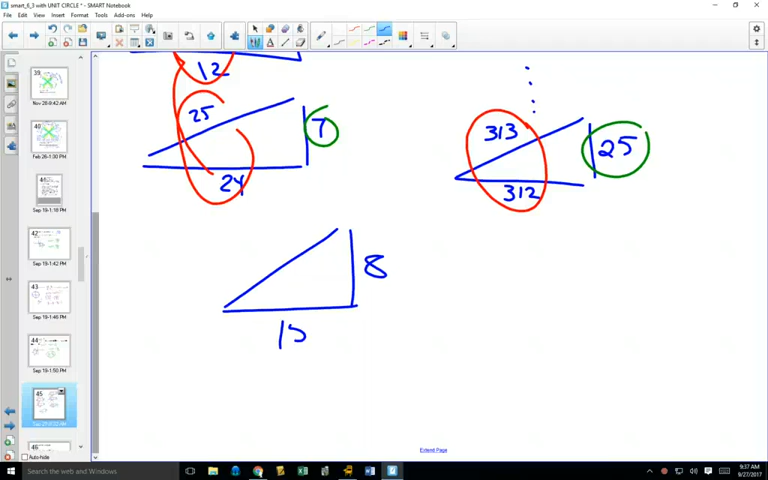 smart_6_3 with UNIT CIRCLE * - SMART Notebook
File Edit View Insert Format Tools Add-ons Help
39
Nov 28-9:42 AM
40
Feb 26-1:30 PM
Sep 19-1:18 PM
42
Sep 19-1:42 PM
43
Sep 19-1:48 PM
44
Sep 19-1:50 PM
45
46
Auto-hide
12
25
7
24
313
25
312
8
15
Extend Page
Search the web and Windows
9:37 AM
9/27/2017